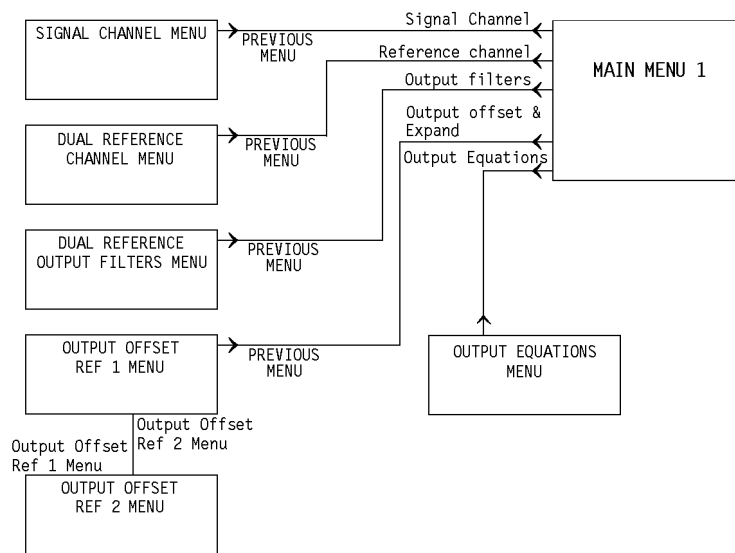 Signal Channel
SIGNAL CHANNEL MENU
PREVIOUS
MENU
MAIN MENU 1
Reference channel
Output filters
Output offset &
Expand
Output Equations
DUAL REFERENCE
CHANNEL MENU
PREVIOUS
MENU
DUAL REFERENCE
OUTPUT FILTERS MENU
PREVIOUS
MENU
OUTPUT OFFSET
REF 1 MENU
PREVIOUS
MENU
OUTPUT EQUATIONS
MENU
Output Offset
Ref 2 Menu
Output Offset
Ref 1 Menu
OUTPUT OFFSET
REF 2 MENU